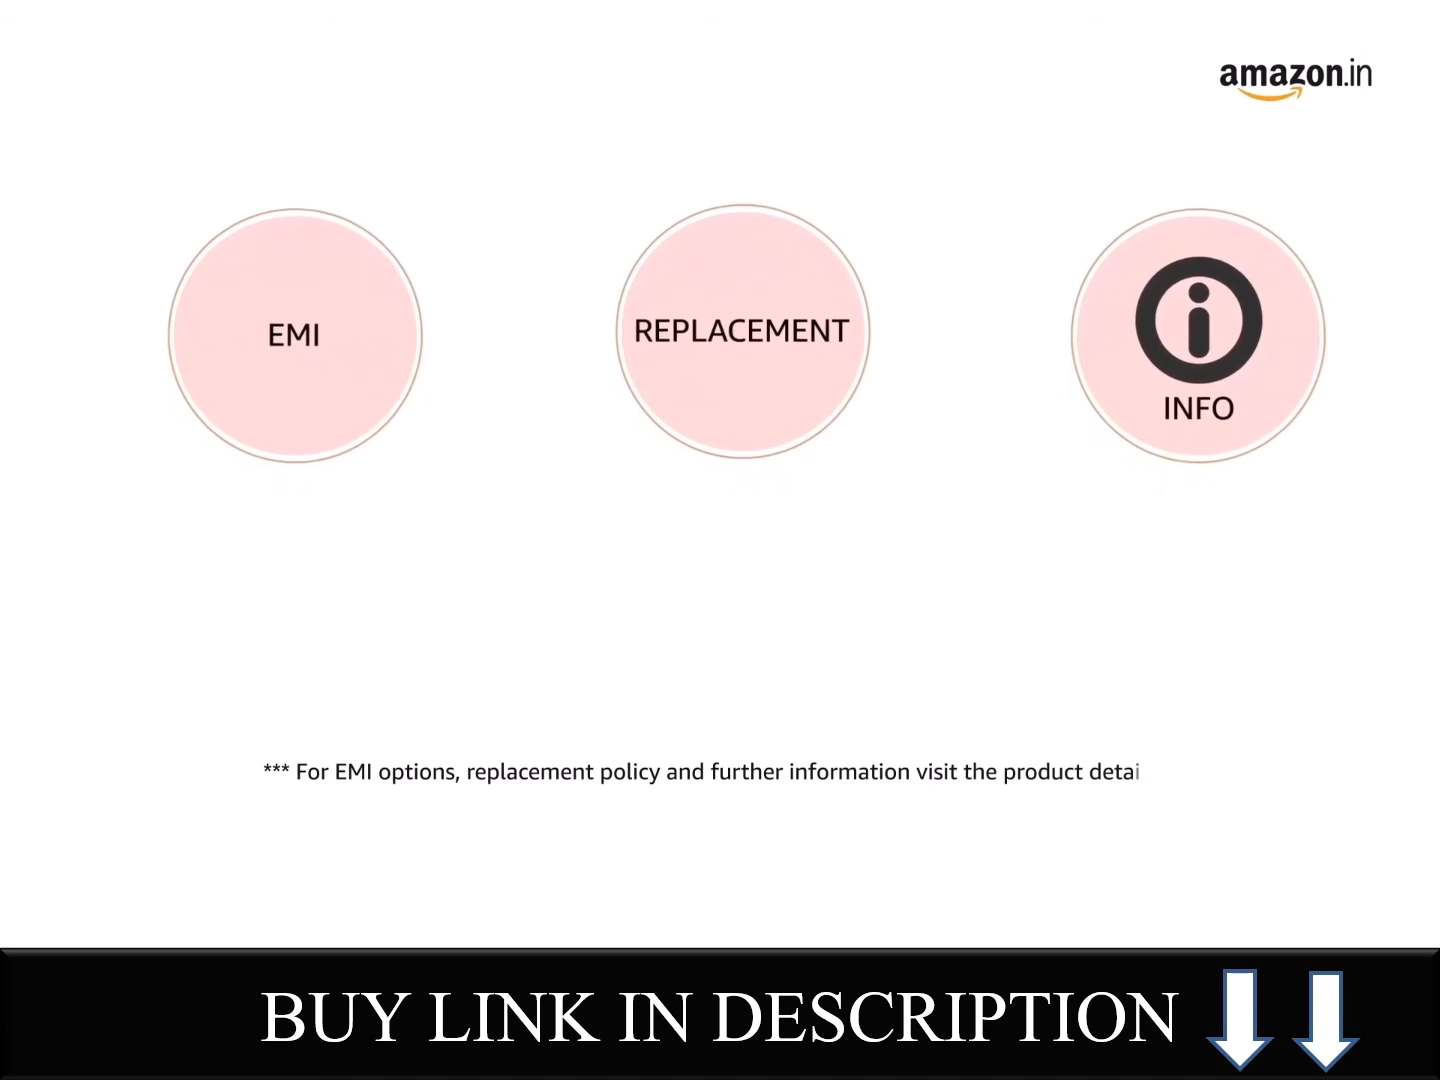 amazon.in
EMI
REPLACEMENT
INFO
*** For EMI options, replacement policy and further information visit the product detai
BUY LINK IN DESCRIPTION